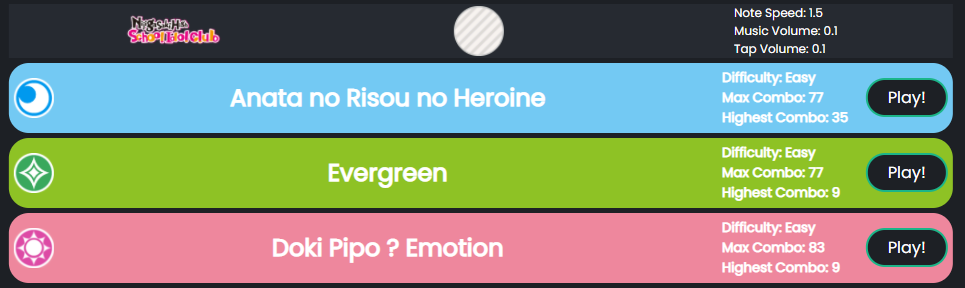 NijigaSaki High
School Idol Club
Note Speed: 1.5
Music Volume: 0.1
Tap Volume: 0.1
Anata no Risou no Heroine
Difficulty: Easy
Max Combo: 77
Highest Combo: 35
Play!
Evergreen
Difficulty: Easy
Max Combo: 77
Highest Combo: 9
Play!
Doki Pipo ? Emotion
Difficulty: Easy
Max Combo: 83
Highest Combo: 9
Play!